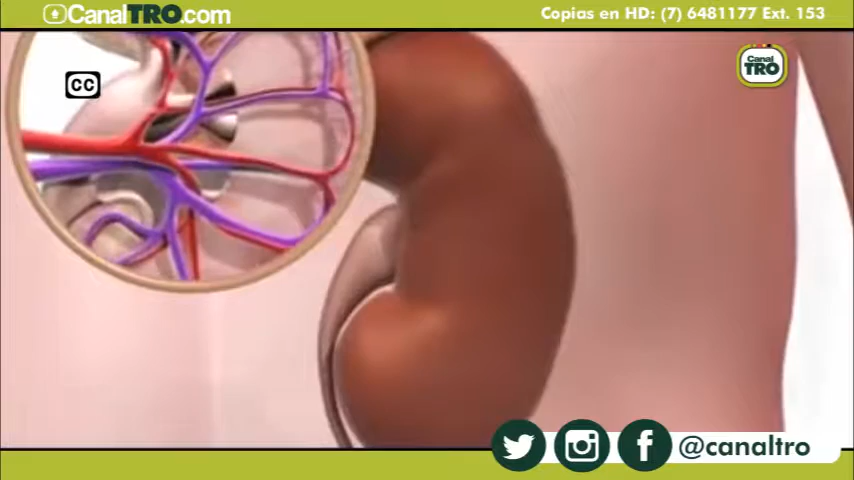 CanalTRO.com
Copias en HD: (7) 6481177 Ext. 153
CC
Canal
TRO
@canaltro